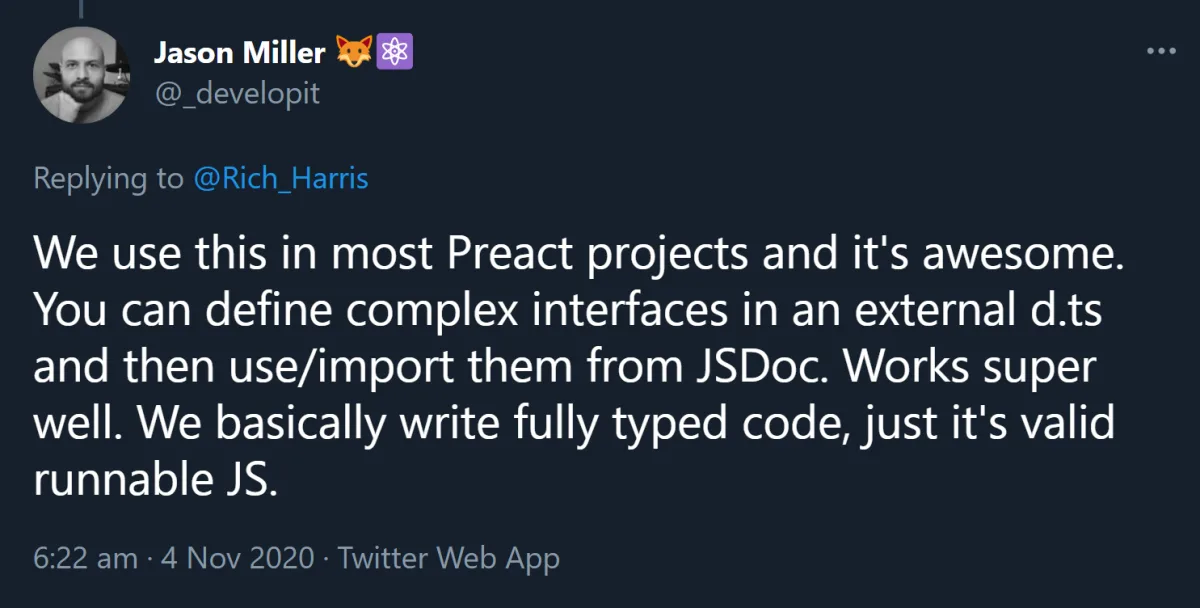 Jason Miller 🦊⚛️
@_developit
Replying to @Rich_Harris
We use this in most Preact projects and it's awesome.
You can define complex interfaces in an external d.ts
and then use/import them from JSDoc. Works super
well. We basically write fully typed code, just it's valid
runnable JS.
6:22 am · 4 Nov 2020 · Twitter Web App